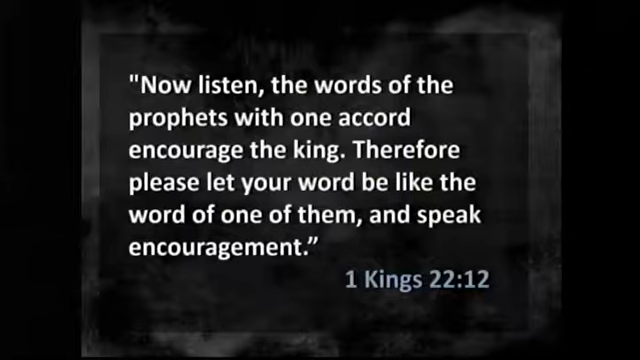 "Now listen, the words of the
prophets with one accord
encourage the king. Therefore
please let your word be like the
word of one of them, and speak
encouragement.”
1 Kings 22:12